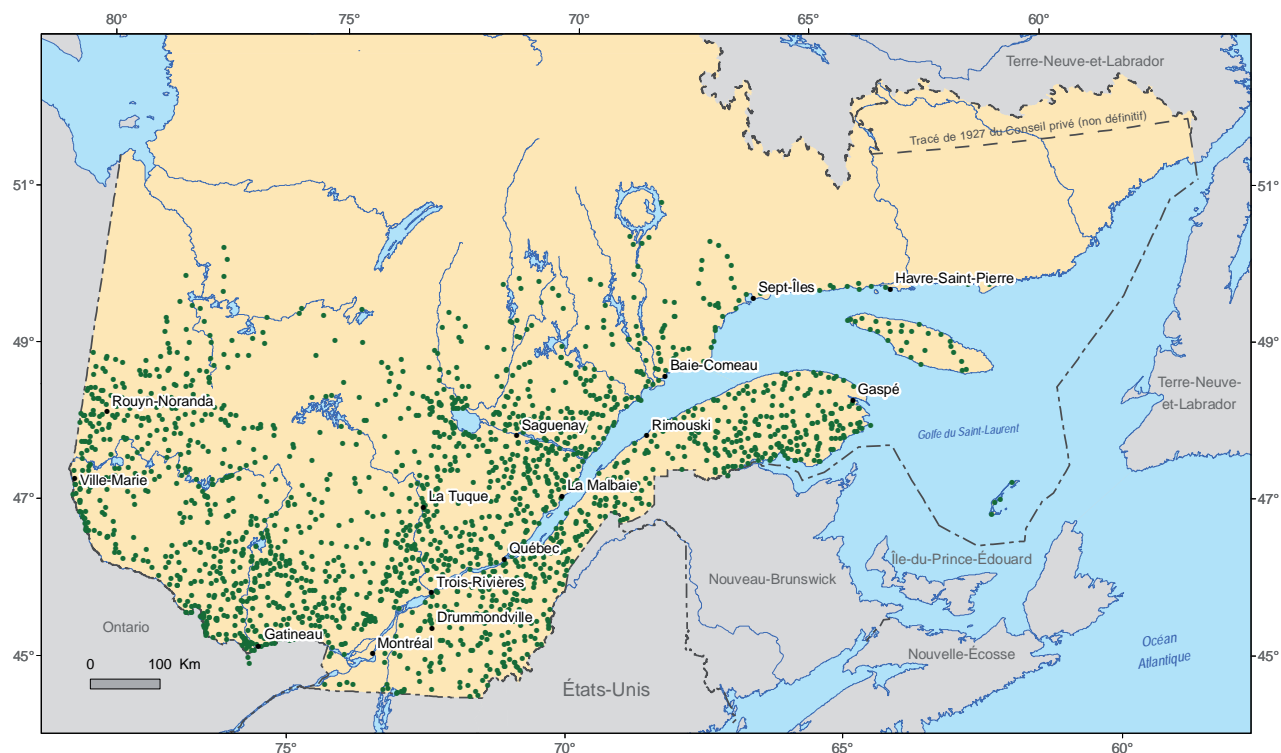 80° 75° 70° 65° 60°
Terre-Neuve-et-Labrador
Tracé de 1927 du Conseil privé (non définitif)
51° 51°
Havre-Saint-Pierre
Sept-Îles
49° 49°
Baie-Comeau
Gaspé
Terre-Neuve-
et-Labrador
Rouyn-Noranda
Saguenay
Rimouski
Golfe du Saint-Laurent
Ville-Marie
La Malbaie
La Tuque
47° 47°
Québec
Île-du-Prince-Édouard
Trois-Rivières
Nouveau-Brunswick
Drummondville
Ontario
Gatineau
Montréal
Océan
Atlantique
Nouvelle-Écosse
45° 45°
0 100 Km
États-Unis
75° 70° 65° 60°